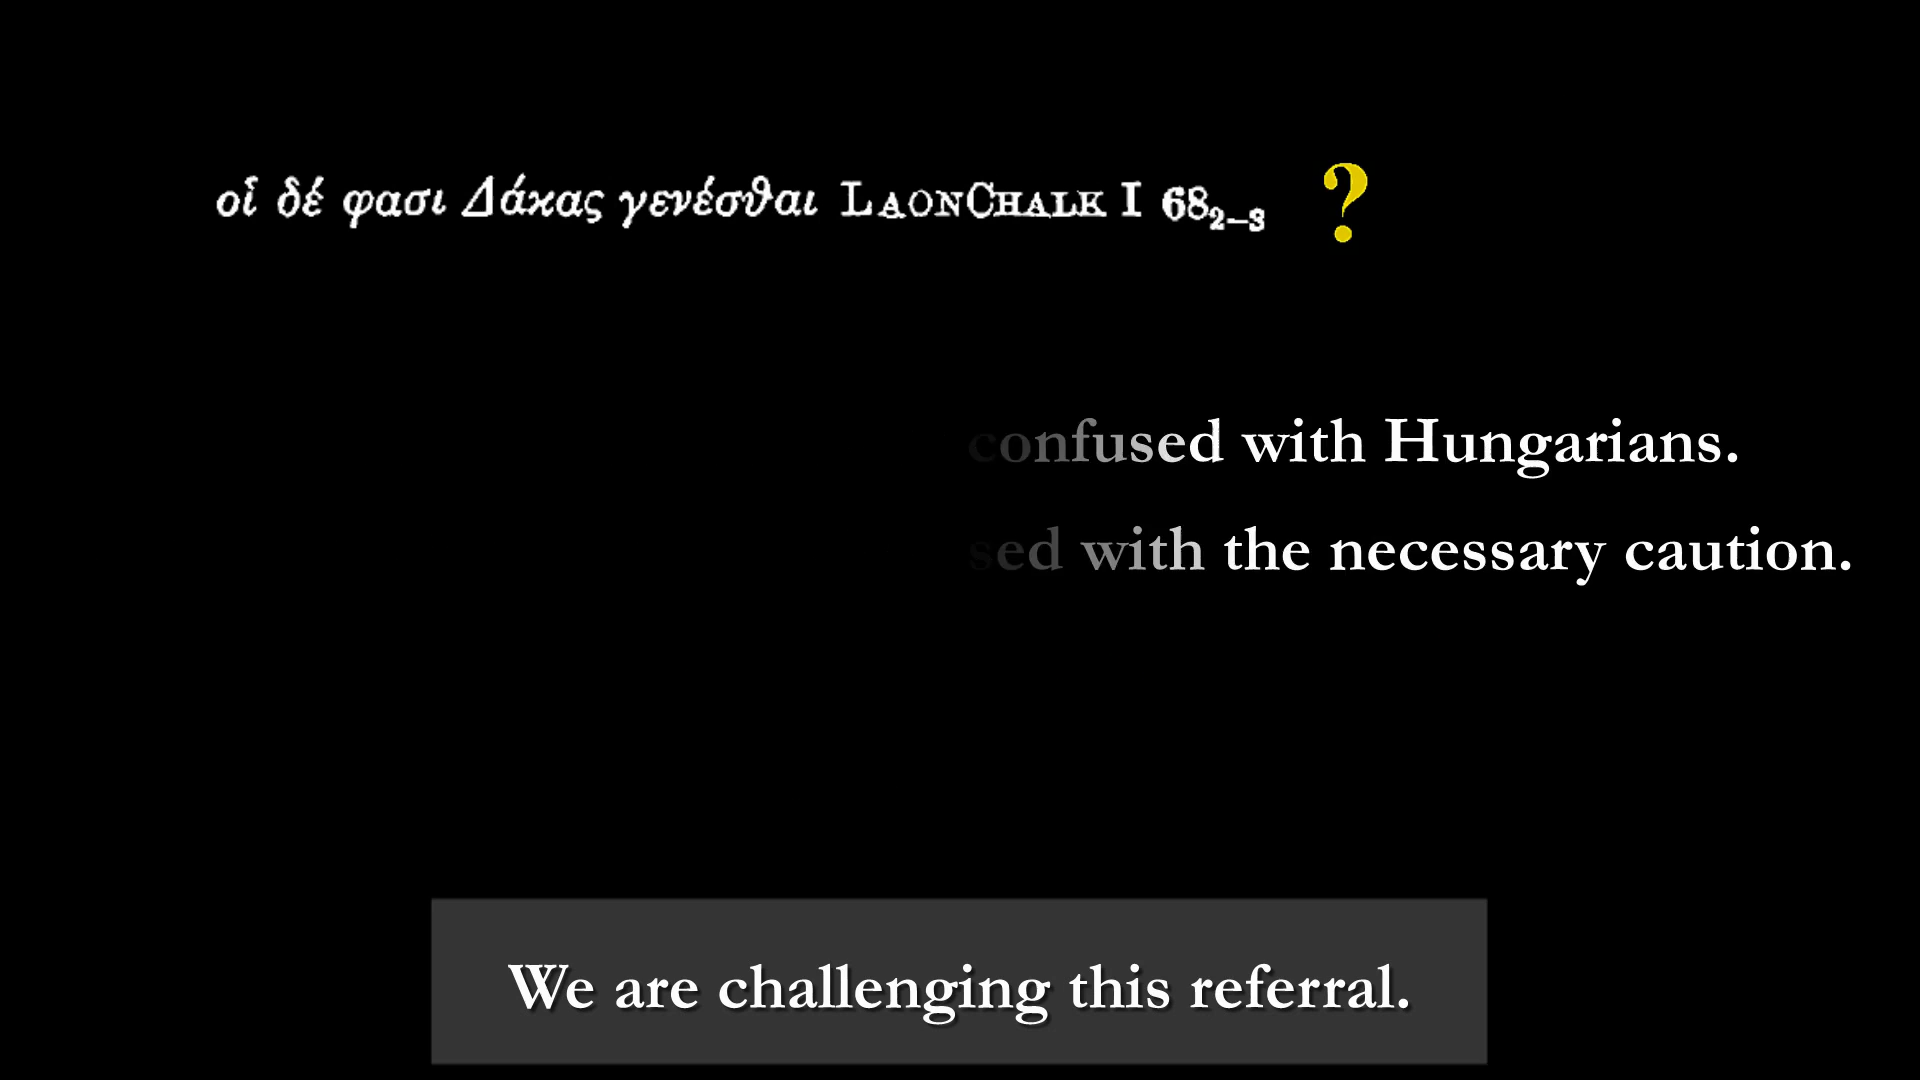 οἱ δέ φασι Δάκας γενέσθαι LAONCHALK I 68₂₋₃ ?
confused with Hungarians.
sed with the necessary caution.
We are challenging this referral.